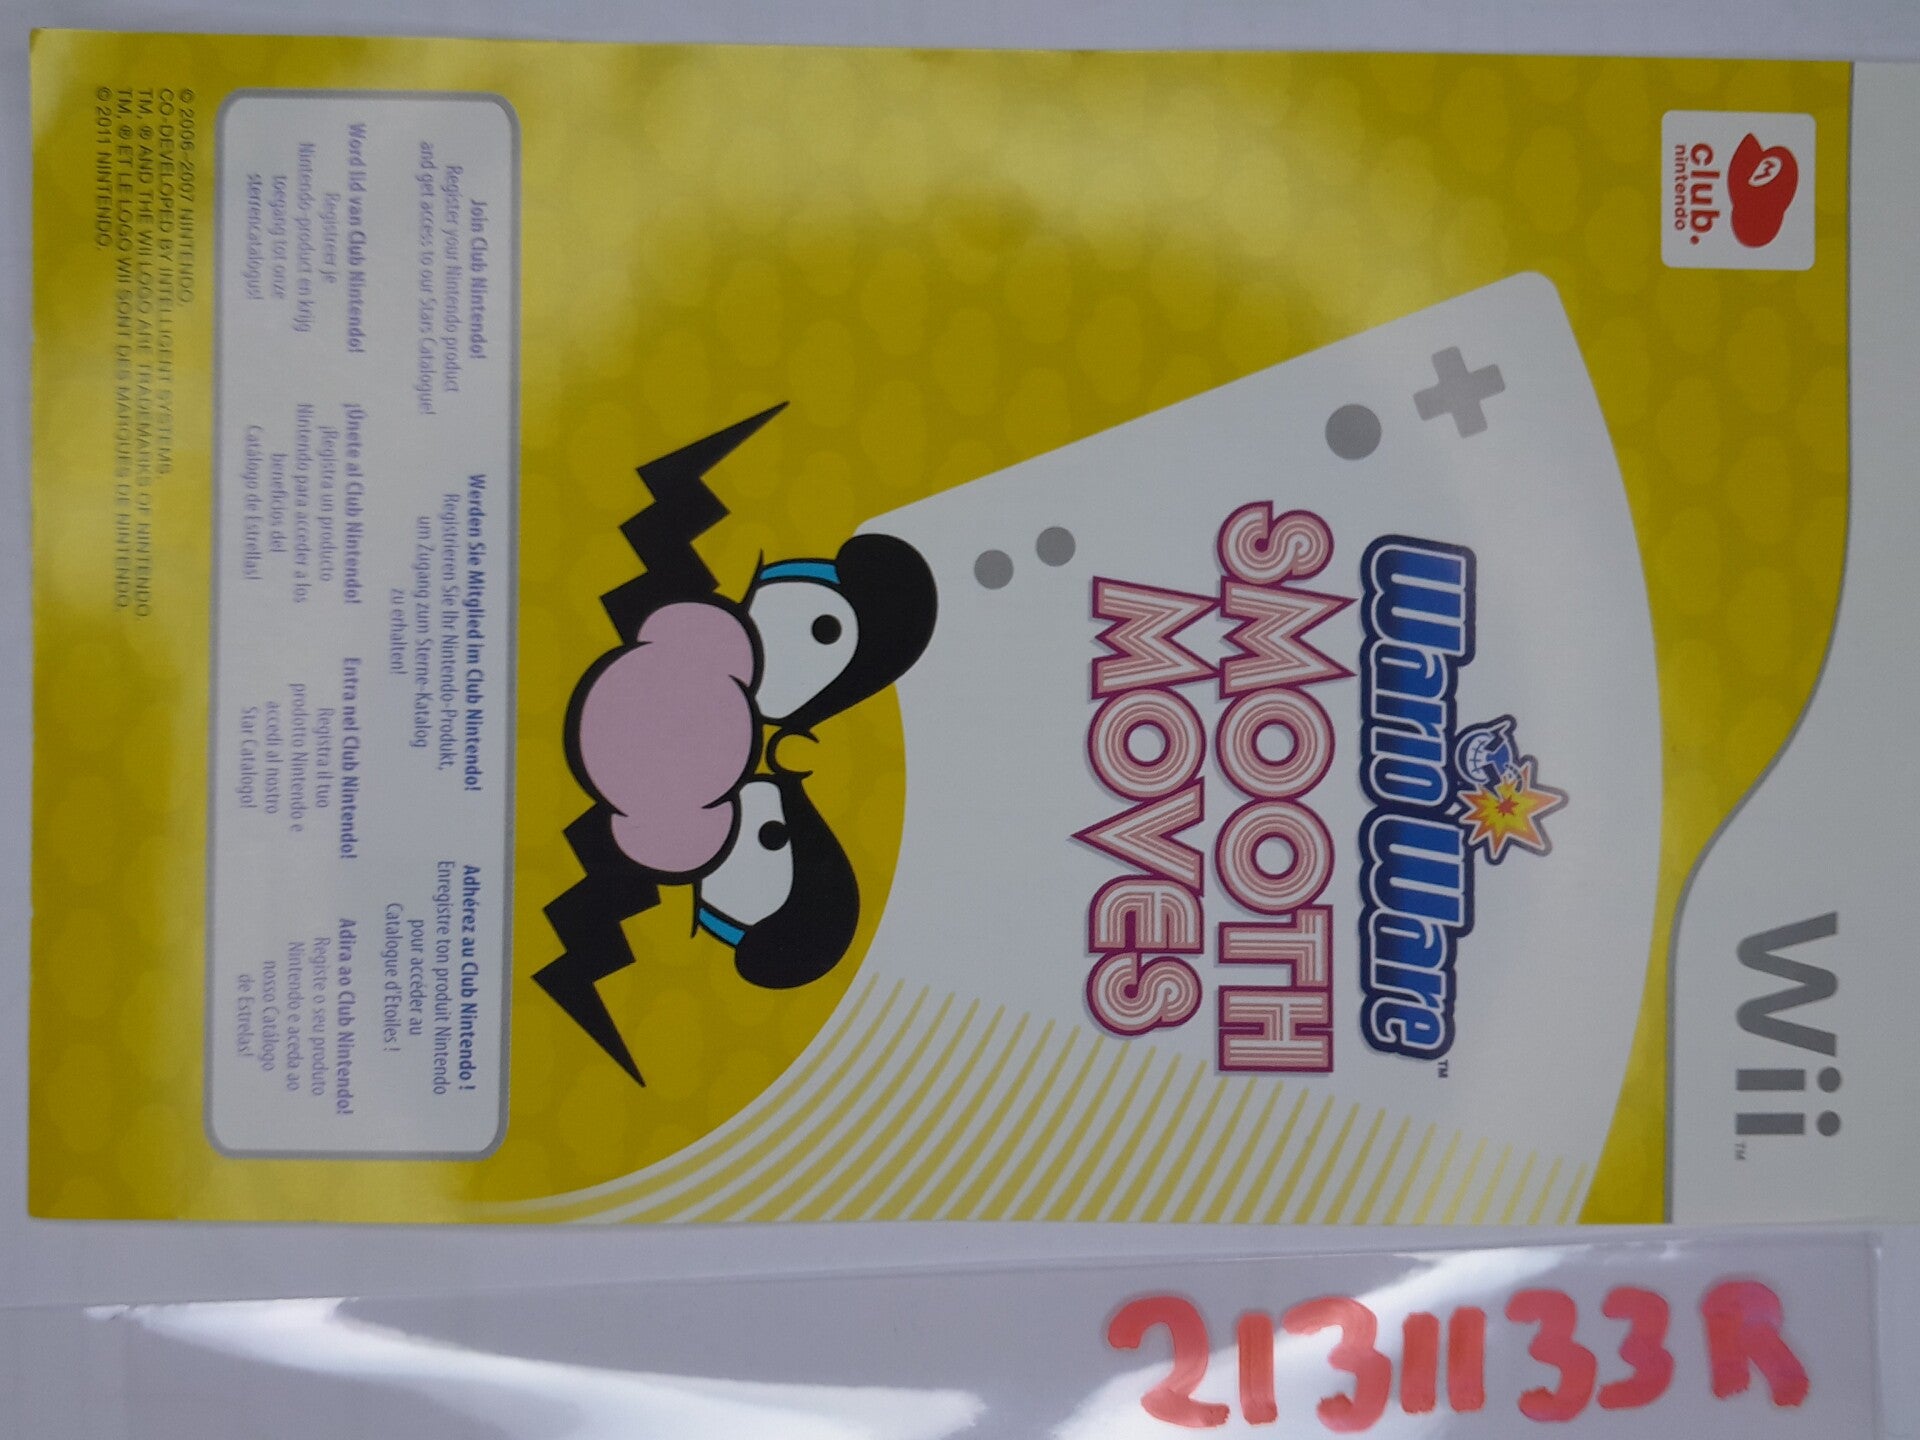 Wii™
club.
nintendo
WarioWare™
SMOOTH
MOVES
Join Club Nintendo!
Register your Nintendo product
and get access to our Stars Catalogue!
Werden Sie Mitglied im Club Nintendo!
Registrieren Sie Ihr Nintendo-Produkt,
um Zugang zum Sterne-Katalog
zu erhalten!
Adhérez au Club Nintendo !
Enregistre ton produit Nintendo
pour accéder au
Catalogue d'Etoiles !
Word lid van Club Nintendo!
Registreer je
Nintendo-product en krijg
toegang tot onze
sterrencatalogus!
¡Únete al Club Nintendo!
¡Registra un producto
Nintendo para acceder a los
beneficios del
Catálogo de Estrellas!
Entra nel Club Nintendo!
Registra il tuo
prodotto Nintendo e
accedi al nostro
Star Catalogo!
Adira ao Club Nintendo!
Registe o seu produto
Nintendo e aceda ao
nosso Catálogo
de Estrelas!
© 2006-2007 NINTENDO.
CO-DEVELOPED BY INTELLIGENT SYSTEMS.
TM, ® AND THE WII LOGO ARE TRADEMARKS OF NINTENDO.
TM, ® ET LE LOGO WII SONT DES MARQUES DE NINTENDO.
© 2011 NINTENDO.
2131133R